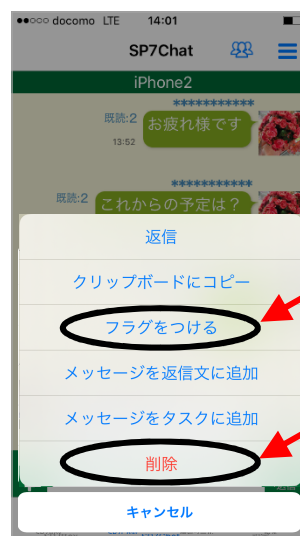 docomo LTE 14:01
SP7Chat
iPhone2
***********
既読:2 お疲れ様です
13:52
***********
既読:2 これからの予定は？
返信
クリップボードにコピー
フラグをつける
メッセージを返信文に追加
メッセージをタスクに追加
削除
キャンセル